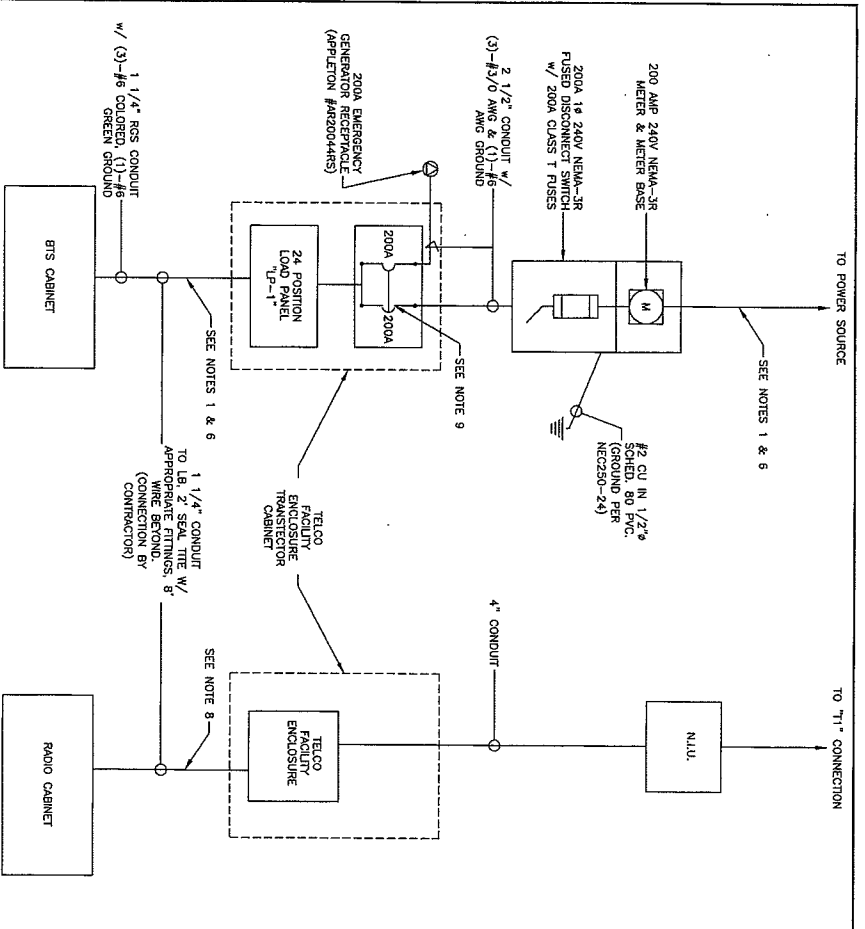 TO POWER SOURCE
TO "T1" CONNECTION
SEE NOTES 1 & 6
200 AMP 240V NEMA-3R
METER & METER BASE
M
N.I.U.
200A 1ø 240V NEMA-3R
FUSED DISCONNECT SWITCH
w/ 200A CLASS T FUSES
#2 CU IN 1/2"ø
SCHED. 80 PVC.
(GROUND PER
NEC250-24)
2 1/2" CONDUIT w/
(3)-#3/0 AWG & (1)-#6
AWG GROUND
4" CONDUIT
200A EMERGENCY
GENERATOR RECEPTACLE
(APPLETON #AR20044RS)
200A
200A
SEE NOTE 9
24 POSITION
LOAD PANEL
"LP-1"
TELCO
FACILITY
ENCLOSURE
TRANSTECTOR
CABINET
TELCO
FACILITY
ENCLOSURE
SEE NOTES 1 & 6
SEE NOTE 8
1 1/4" RGS CONDUIT
w/ (3)-#6 COLORED, (1)-#6
GREEN GROUND
1 1/4" CONDUIT
TO LB, 2' SEAL TITE W/
APPROPRIATE FITTINGS, 8'
WIRE BEYOND.
(CONNECTION BY
CONTRACTOR)
BTS CABINET
RADIO CABINET